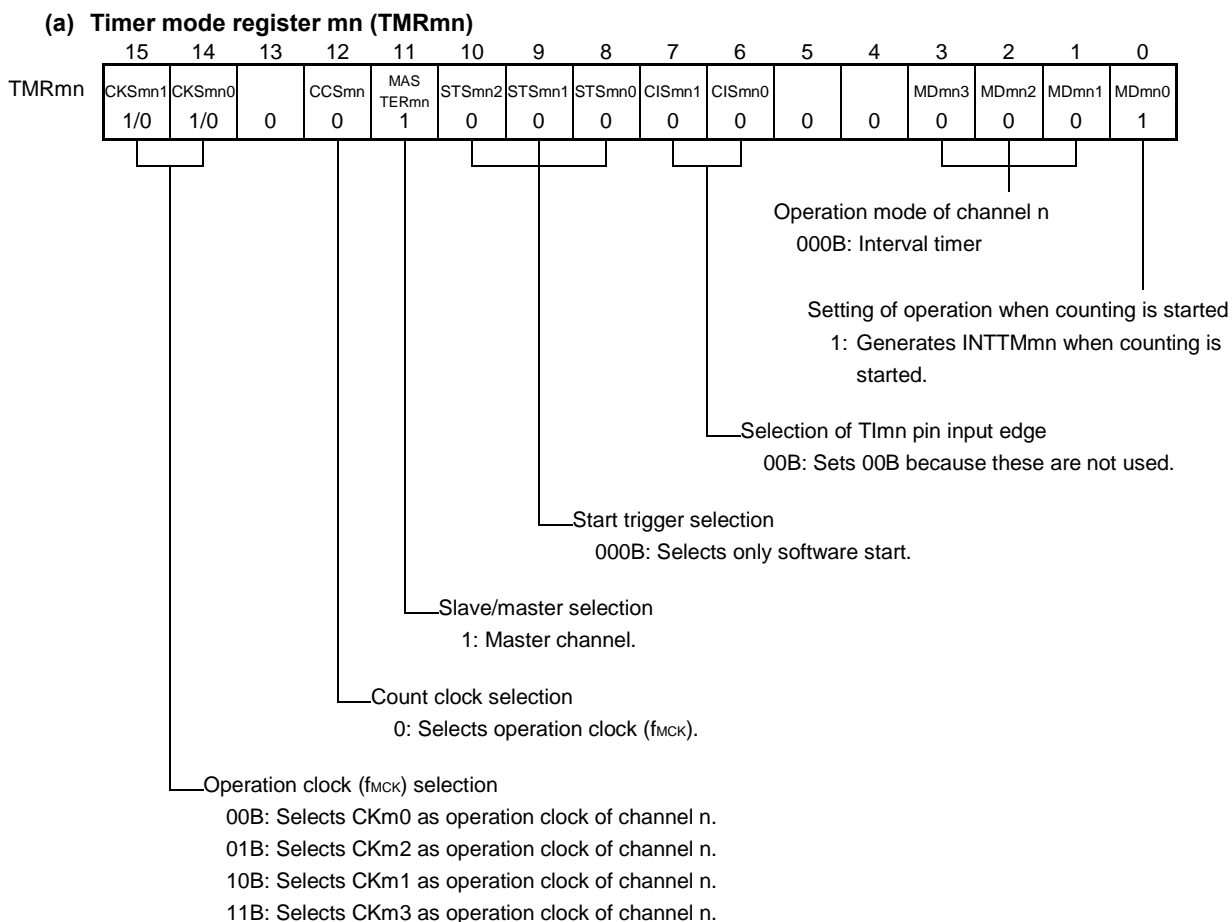 (a) Timer mode register mn (TMRmn)
15 14 13 12 11 10 9 8 7 6 5 4 3 2 1 0
TMRmn CKSmn1 CKSmn0 CCSmn MAS TERmn STSmn2 STSmn1 STSmn0 CISmn1 CISmn0 MDmn3 MDmn2 MDmn1 MDmn0
1/0 1/0 0 0 1 0 0 0 0 0 0 0 0 0 0 1
Operation mode of channel n
000B: Interval timer
Setting of operation when counting is started
1: Generates INTTMmn when counting is
started.
Selection of TImn pin input edge
00B: Sets 00B because these are not used.
Start trigger selection
000B: Selects only software start.
Slave/master selection
1: Master channel.
Count clock selection
0: Selects operation clock (fMCK).
Operation clock (fMCK) selection
00B: Selects CKm0 as operation clock of channel n.
01B: Selects CKm2 as operation clock of channel n.
10B: Selects CKm1 as operation clock of channel n.
11B: Selects CKm3 as operation clock of channel n.